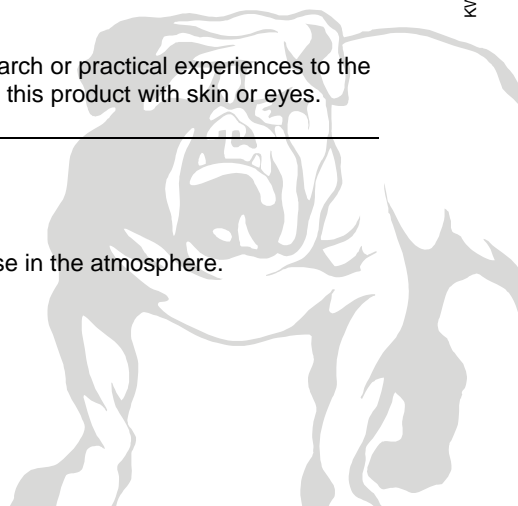 arch or practical experiences to the
this product with skin or eyes.
se in the atmosphere.